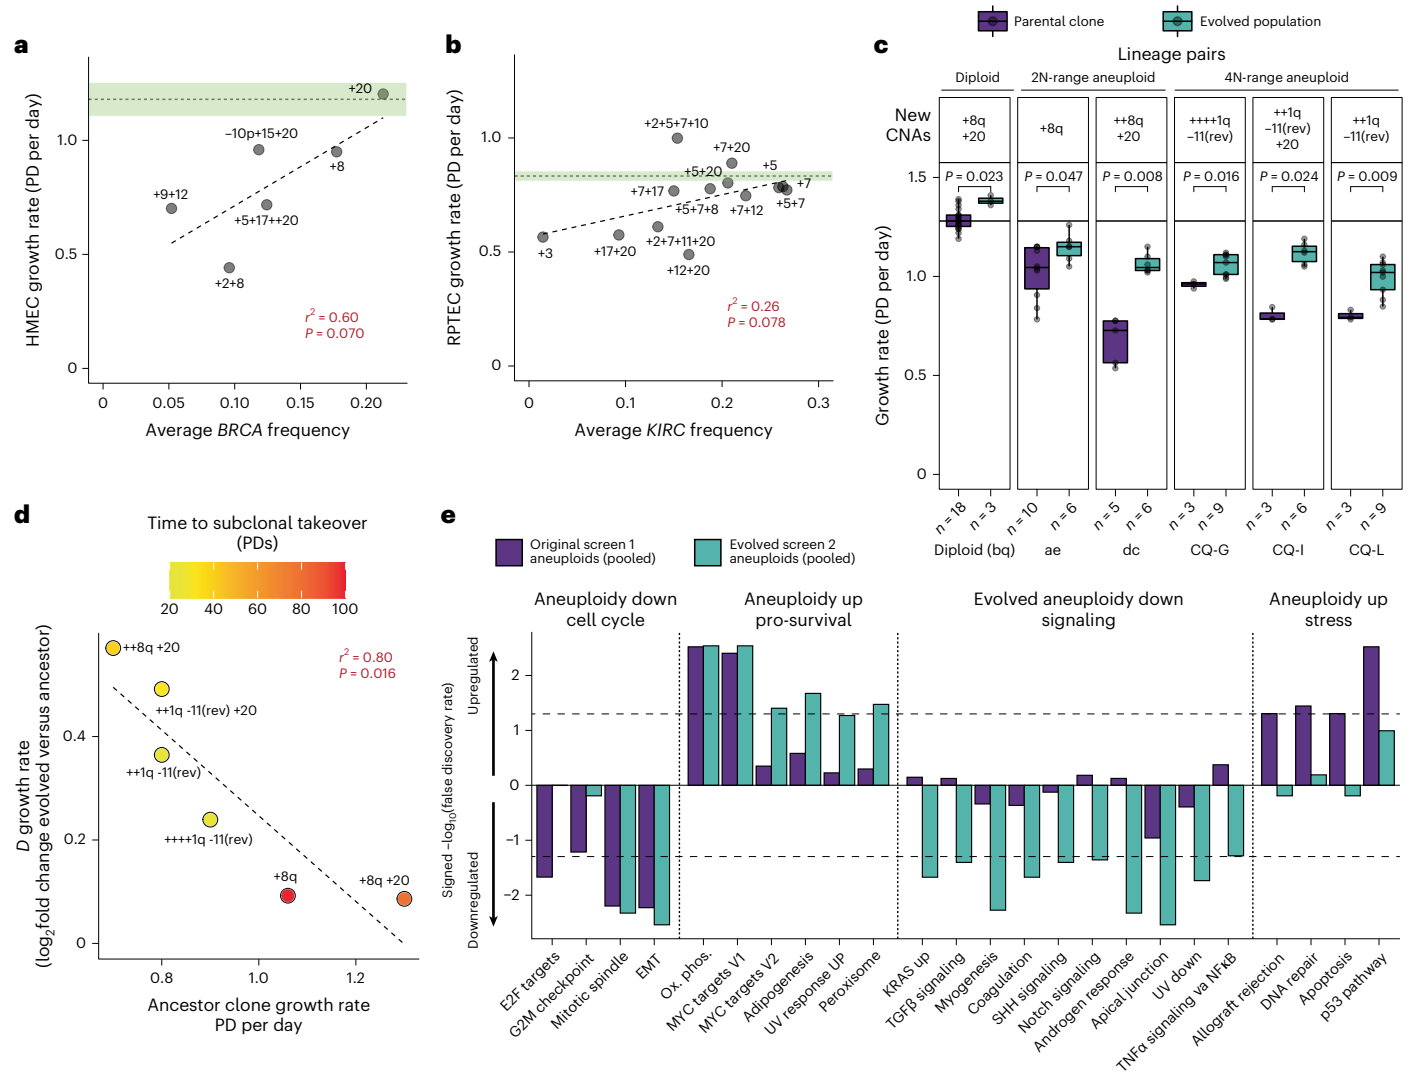 Parental clone
Evolved population
a
HMEC growth rate (PD per day)
1.0
0.5
0
+20
–10p+15+20
+8
+9+12
+5+17++20
+2+8
r² = 0.60
P = 0.070
0
0.05
0.10
0.15
0.20
Average BRCA frequency
b
RPTEC growth rate (PD per day)
1.0
0.5
0
+2+5+7+10
+7+20
+5
+5+20
+7+17
+7
+5+7+8
+7+12
+5+7
+2+7+11+20
+3
+17+20
+12+20
r² = 0.26
P = 0.078
0
0.1
0.2
0.3
Average KIRC frequency
c
Lineage pairs
Diploid
2N-range aneuploid
4N-range aneuploid
New CNAs
+8q +20
+8q
++8q +20
++++1q -11(rev)
++1q -11(rev) +20
++1q -11(rev)
P = 0.023
P = 0.047
P = 0.008
P = 0.016
P = 0.024
P = 0.009
Growth rate (PD per day)
1.5
1.0
0.5
0
n = 18
n = 3
n = 10
n = 6
n = 5
n = 6
n = 3
n = 9
n = 3
n = 6
n = 3
n = 9
Diploid (bq)
ae
dc
CQ-G
CQ-I
CQ-L
d
Time to subclonal takeover
(PDs)
20
40
60
80
100
D growth rate
(log₂fold change evolved versus ancestor)
0.4
0.2
0
++8q +20
++1q -11(rev) +20
++1q -11(rev)
++++1q -11(rev)
+8q
+8q +20
r² = 0.80
P = 0.016
0.8
1.0
1.2
Ancestor clone growth rate
PD per day
e
Original screen 1
aneuploids (pooled)
Evolved screen 2
aneuploids (pooled)
Aneuploidy down
cell cycle
Aneuploidy up
pro-survival
Evolved aneuploidy down
signaling
Aneuploidy up
stress
Upregulated
Signed –log₁₀(false discovery rate)
Downregulated
2
1
0
–1
–2
E2F targets
G2M checkpoint
Mitotic spindle
EMT
Ox. phos.
MYC targets V1
MYC targets V2
Adipogenesis
UV response UP
Peroxisome
KRAS up
TGFβ signaling
Myogenesis
Coagulation
SHH signaling
Notch signaling
Androgen response
Apical junction
UV down
TNFα signaling va NFκB
Allograft rejection
DNA repair
Apoptosis
p53 pathway